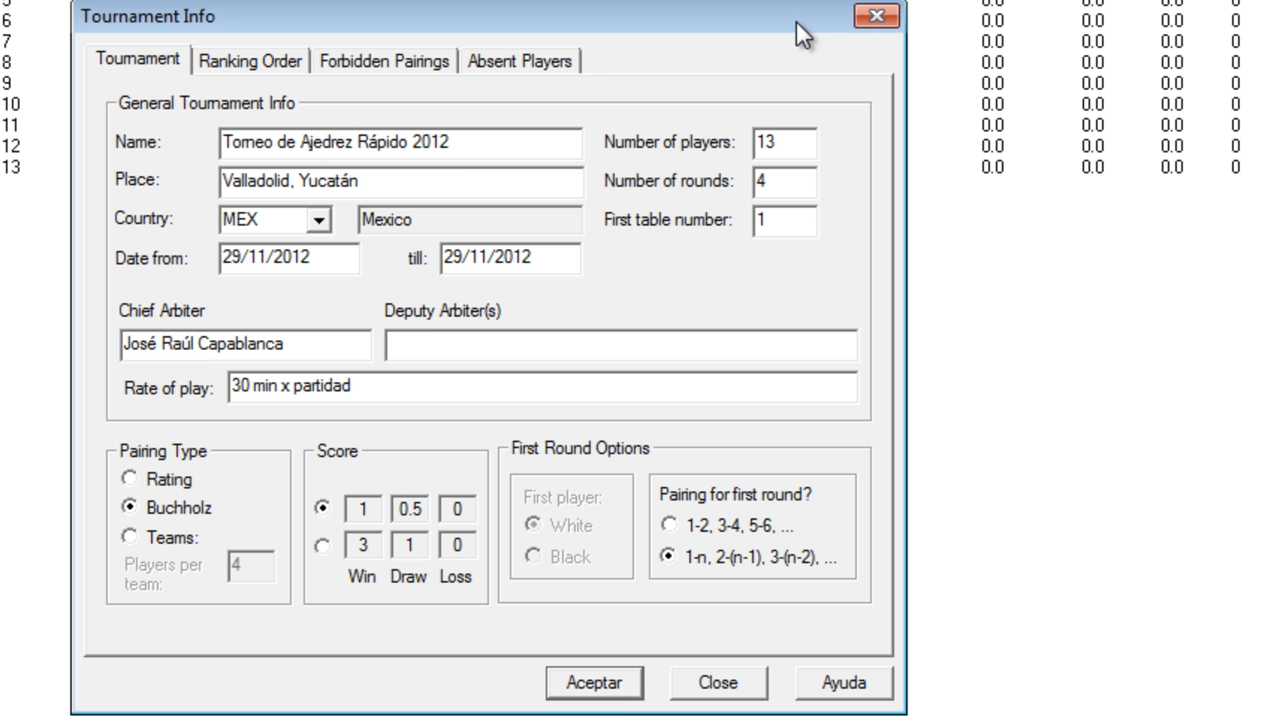 Tournament Info
Tournament Ranking Order Forbidden Pairings Absent Players
General Tournament Info
Name: Torneo de Ajedrez Rápido 2012 Number of players: 13
Place: Valladolid, Yucatán Number of rounds: 4
Country: MEX Mexico First table number: 1
Date from: 29/11/2012 till: 29/11/2012
Chief Arbiter Deputy Arbiter(s)
José Raúl Capablanca
Rate of play: 30 min x partidad
Pairing Type
Rating
Buchholz
Teams:
Players per
team:
4
Score
1 0.5 0
3 1 0
Win Draw Loss
First Round Options
First player:
White
Black
Pairing for first round?
1-2, 3-4, 5-6, ...
1-n, 2-(n-1), 3-(n-2), ...
Aceptar Close Ayuda
6 0.0 0.0 0.0 0
7 0.0 0.0 0.0 0
8 0.0 0.0 0.0 0
9 0.0 0.0 0.0 0
10 0.0 0.0 0.0 0
11 0.0 0.0 0.0 0
12 0.0 0.0 0.0 0
13 0.0 0.0 0.0 0